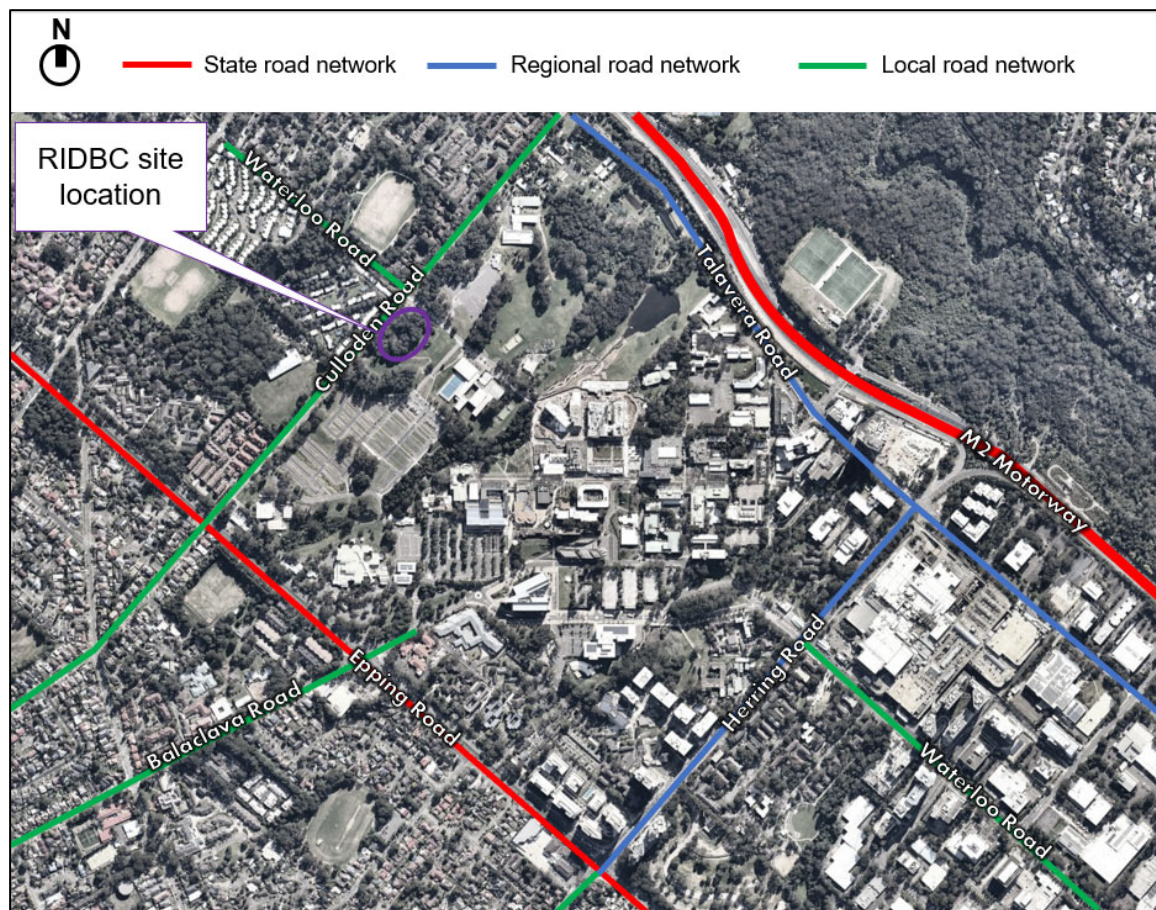 N
State road network
Regional road network
Local road network
RIDBC site
location
Waterloo Road
Culloden Road
Talavera Road
M2 Motorway
Epping Road
Balaclava Road
Herring Road
Waterloo Road